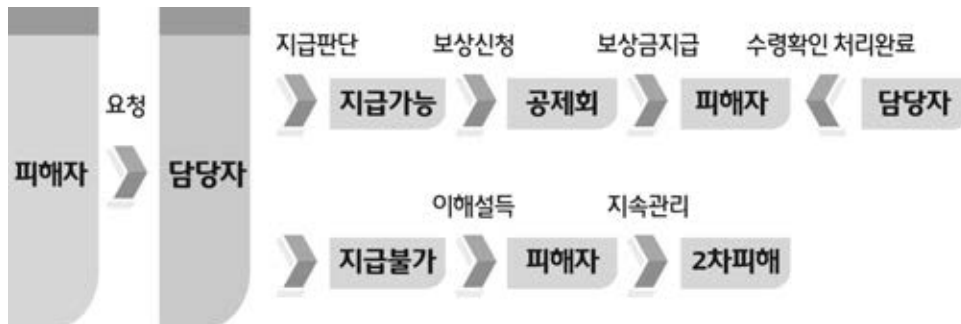 지급판단 보상신청 보상금지급 수령확인 처리완료
요청
지급가능 공제회 피해자 담당자
피해자 담당자
이해설득 지속관리
지급불가 피해자 2차피해